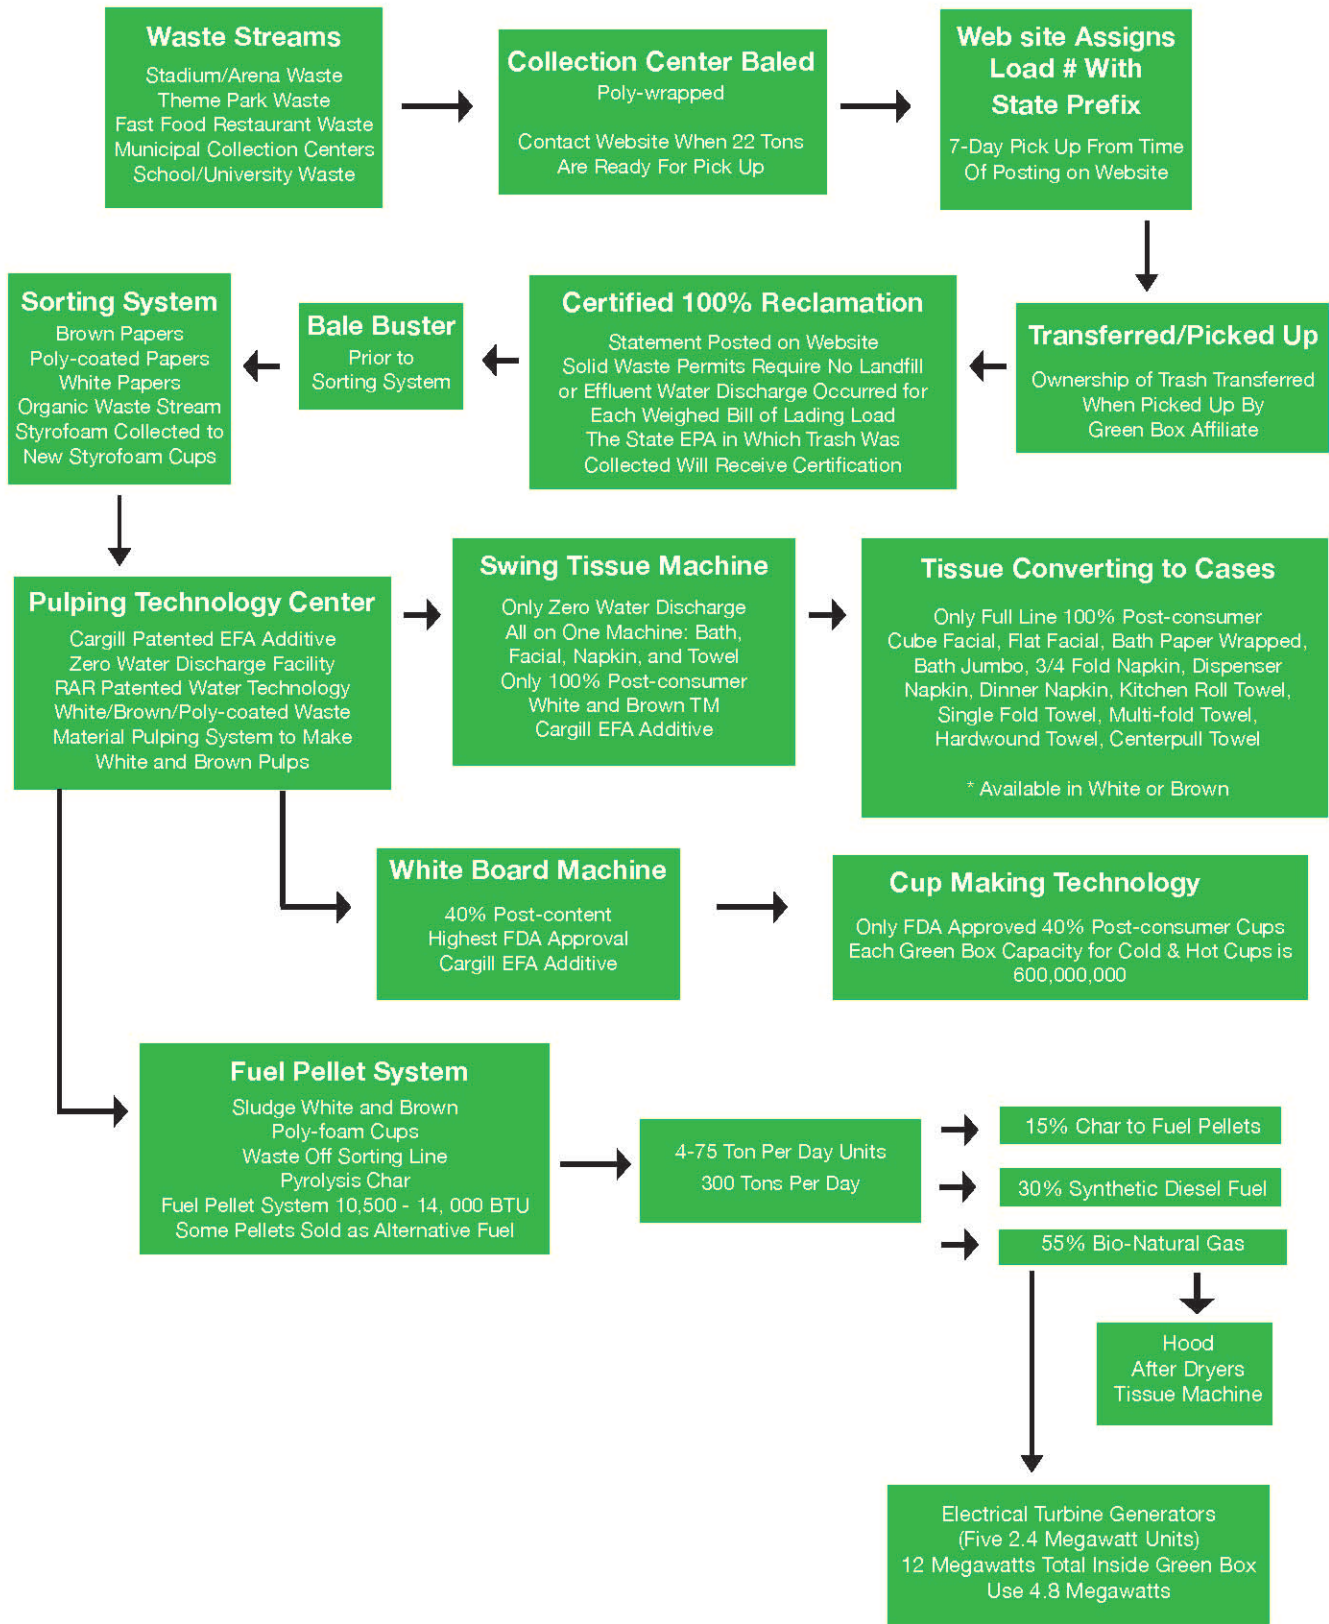 Waste Streams
Stadium/Arena Waste
Theme Park Waste
Fast Food Restaurant Waste
Municipal Collection Centers
School/University Waste
Collection Center Baled
Poly-wrapped
Contact Website When 22 Tons
Are Ready For Pick Up
Web site Assigns
Load # With
State Prefix
7-Day Pick Up From Time
Of Posting on Website
Transferred/Picked Up
Ownership of Trash Transferred
When Picked Up By
Green Box Affiliate
Certified 100% Reclamation
Statement Posted on Website
Solid Waste Permits Require No Landfill
or Effluent Water Discharge Occurred for
Each Weighed Bill of Lading Load
The State EPA in Which Trash Was
Collected Will Receive Certification
Bale Buster
Prior to
Sorting System
Sorting System
Brown Papers
Poly-coated Papers
White Papers
Organic Waste Stream
Styrofoam Collected to
New Styrofoam Cups
Pulping Technology Center
Cargill Patented EFA Additive
Zero Water Discharge Facility
RAR Patented Water Technology
White/Brown/Poly-coated Waste
Material Pulping System to Make
White and Brown Pulps
Swing Tissue Machine
Only Zero Water Discharge
All on One Machine: Bath,
Facial, Napkin, and Towel
Only 100% Post-consumer
White and Brown TM
Cargill EFA Additive
Tissue Converting to Cases
Only Full Line 100% Post-consumer
Cube Facial, Flat Facial, Bath Paper Wrapped,
Bath Jumbo, 3/4 Fold Napkin, Dispenser
Napkin, Dinner Napkin, Kitchen Roll Towel,
Single Fold Towel, Multi-fold Towel,
Hardwound Towel, Centerpull Towel
* Available in White or Brown
White Board Machine
40% Post-content
Highest FDA Approval
Cargill EFA Additive
Cup Making Technology
Only FDA Approved 40% Post-consumer Cups
Each Green Box Capacity for Cold & Hot Cups is
600,000,000
Fuel Pellet System
Sludge White and Brown
Poly-foam Cups
Waste Off Sorting Line
Pyrolysis Char
Fuel Pellet System 10,500 - 14, 000 BTU
Some Pellets Sold as Alternative Fuel
4-75 Ton Per Day Units
300 Tons Per Day
15% Char to Fuel Pellets
30% Synthetic Diesel Fuel
55% Bio-Natural Gas
Hood
After Dryers
Tissue Machine
Electrical Turbine Generators
(Five 2.4 Megawatt Units)
12 Megawatts Total Inside Green Box
Use 4.8 Megawatts